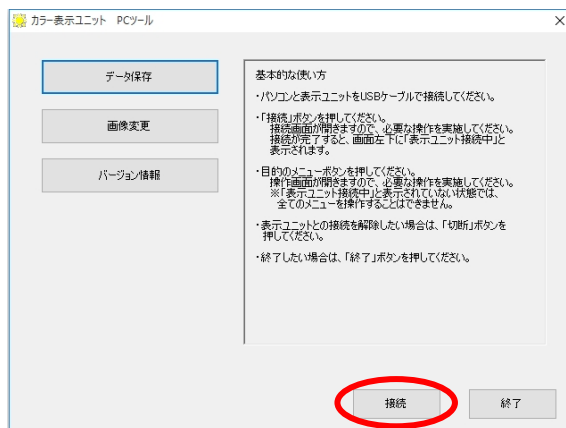 カラー表示ユニット PCツール
データ保存
画像変更
バージョン情報
基本的な使い方
・パソコンと表示ユニットをUSBケーブルで接続してください。
・「接続」ボタンを押してください。
接続画面が開きますので、必要な操作を実施してください。
接続が完了すると、画面左下に「表示ユニット接続中」と
表示されます。
・目的のメニューボタンを押してください。
操作画面が開きますので、必要な操作を実施してください。
※「表示ユニット接続中」と表示されていない状態では、
全てのメニューを操作することはできません。
・表示ユニットとの接続を解除したい場合は、「切断」ボタンを
押してください。
・終了したい場合は、「終了」ボタンを押してください。
接続
終了